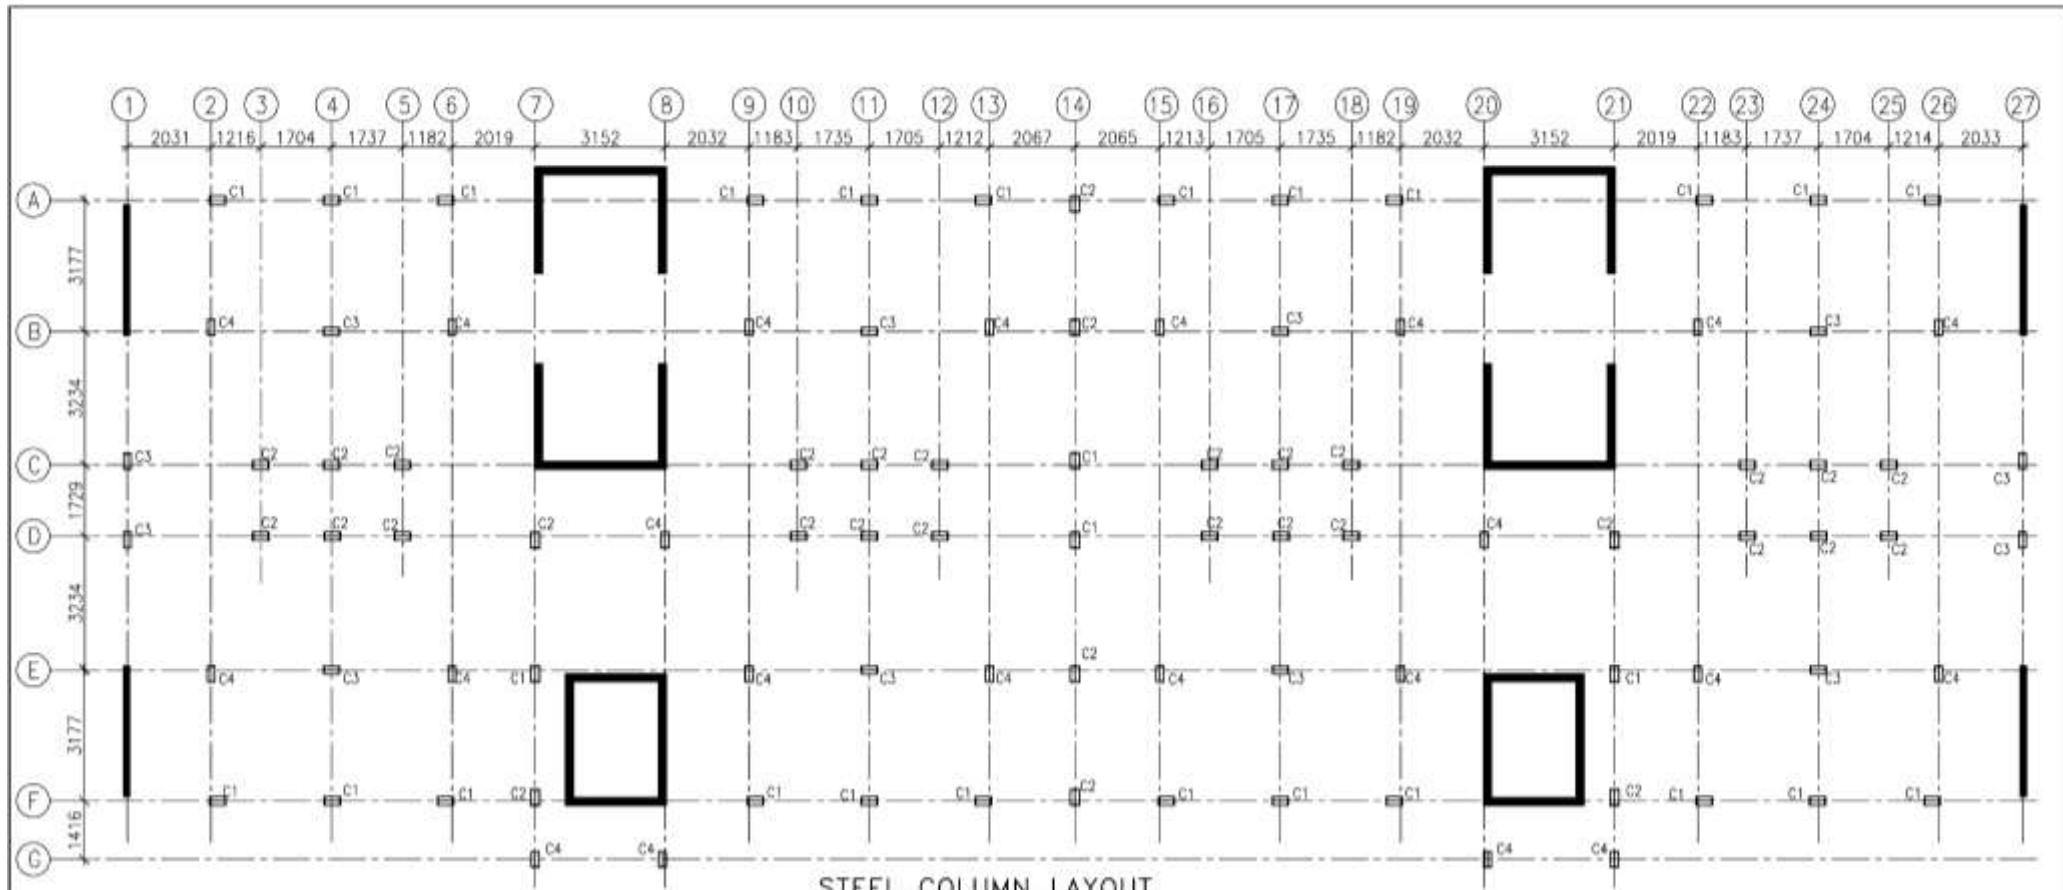 1 2 3 4 5 6 7 8 9 10 11 12 13 14 15 16 17 18 19 20 21 22 23 24 25 26 27
2031 1216 1704 1737 1182 2019 3152 2032 1183 1735 1705 1212 2067 2065 1213 1705 1735 1182 2032 3152 2019 1183 1737 1704 1214 2033
A C1 C1 C1 C1 C1 C1 C2 C1 C1 C1 C1 C1 C1
3177
B C4 C3 C4 C4 C3 C4 C2 C4 C3 C4 C4 C3 C4
3234
C C3 C2 C2 C2 C2 C2 C2 C1 C2 C2 C2 C2 C2 C2 C3
1729
D C3 C2 C2 C2 C2 C4 C2 C2 C2 C1 C2 C2 C2 C4 C2 C2 C2 C2 C3
3234
E C4 C3 C4 C1 C4 C3 C4 C2 C4 C3 C4 C1 C4 C3 C4
3177
F C1 C1 C1 C2 C1 C1 C1 C2 C1 C1 C1 C2 C1 C1 C1
1416
G C4 C4 C4 C4
STEEL COLUMN LAYOUT